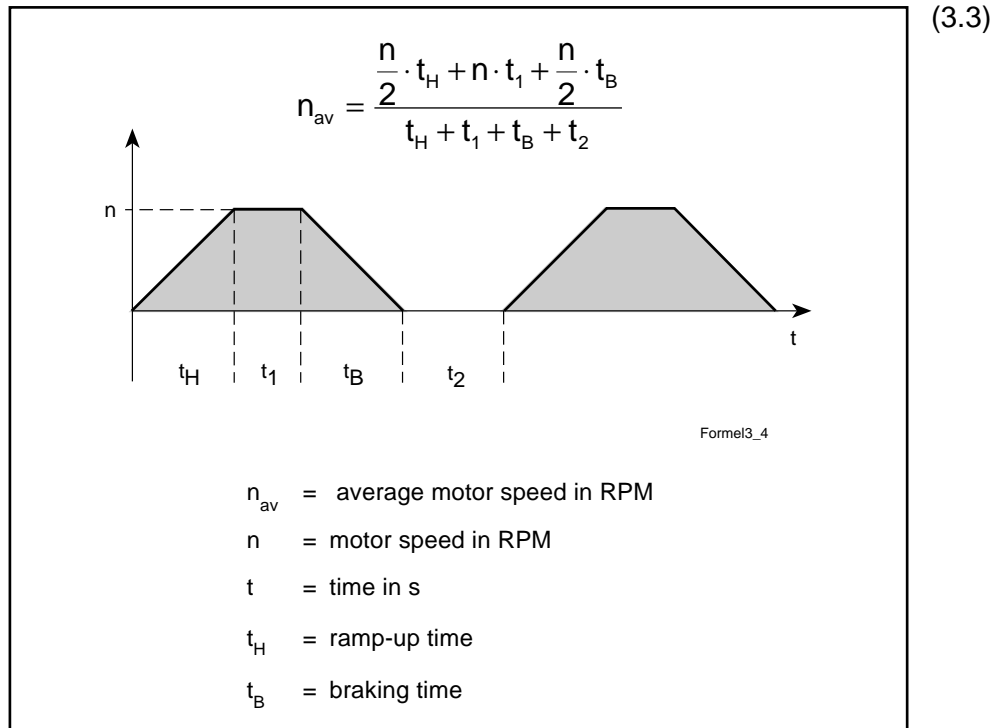 (3.3)
n_av = (n/2 · t_H + n · t_1 + n/2 · t_B) / (t_H + t_1 + t_B + t_2)
n
t
t_H t_1 t_B t_2
Formel3_4
n_av = average motor speed in RPM
n = motor speed in RPM
t = time in s
t_H = ramp-up time
t_B = braking time